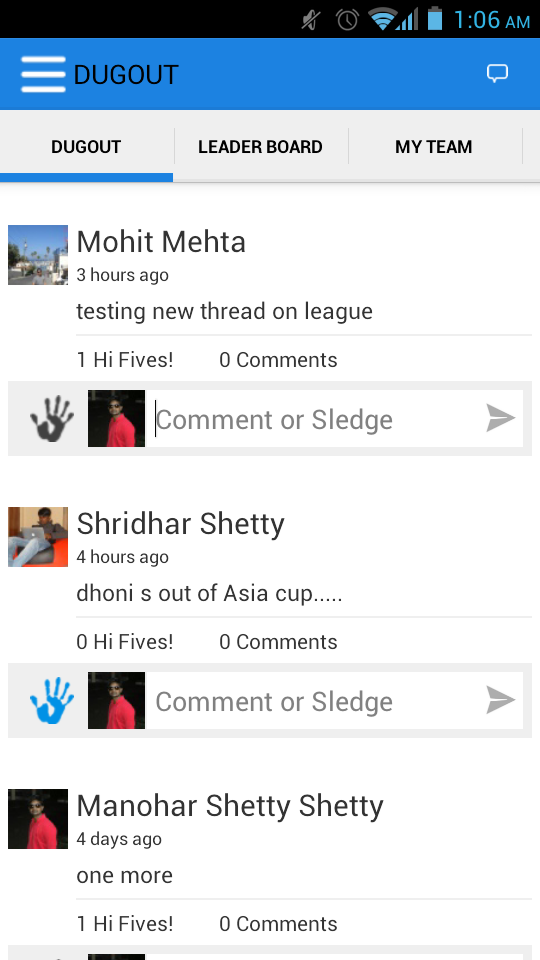 1:06 AM
DUGOUT
DUGOUT LEADER BOARD MY TEAM
Mohit Mehta
3 hours ago
testing new thread on league
1 Hi Fives! 0 Comments
Comment or Sledge
Shridhar Shetty
4 hours ago
dhoni s out of Asia cup.....
0 Hi Fives! 0 Comments
Comment or Sledge
Manohar Shetty Shetty
4 days ago
one more
1 Hi Fives! 0 Comments